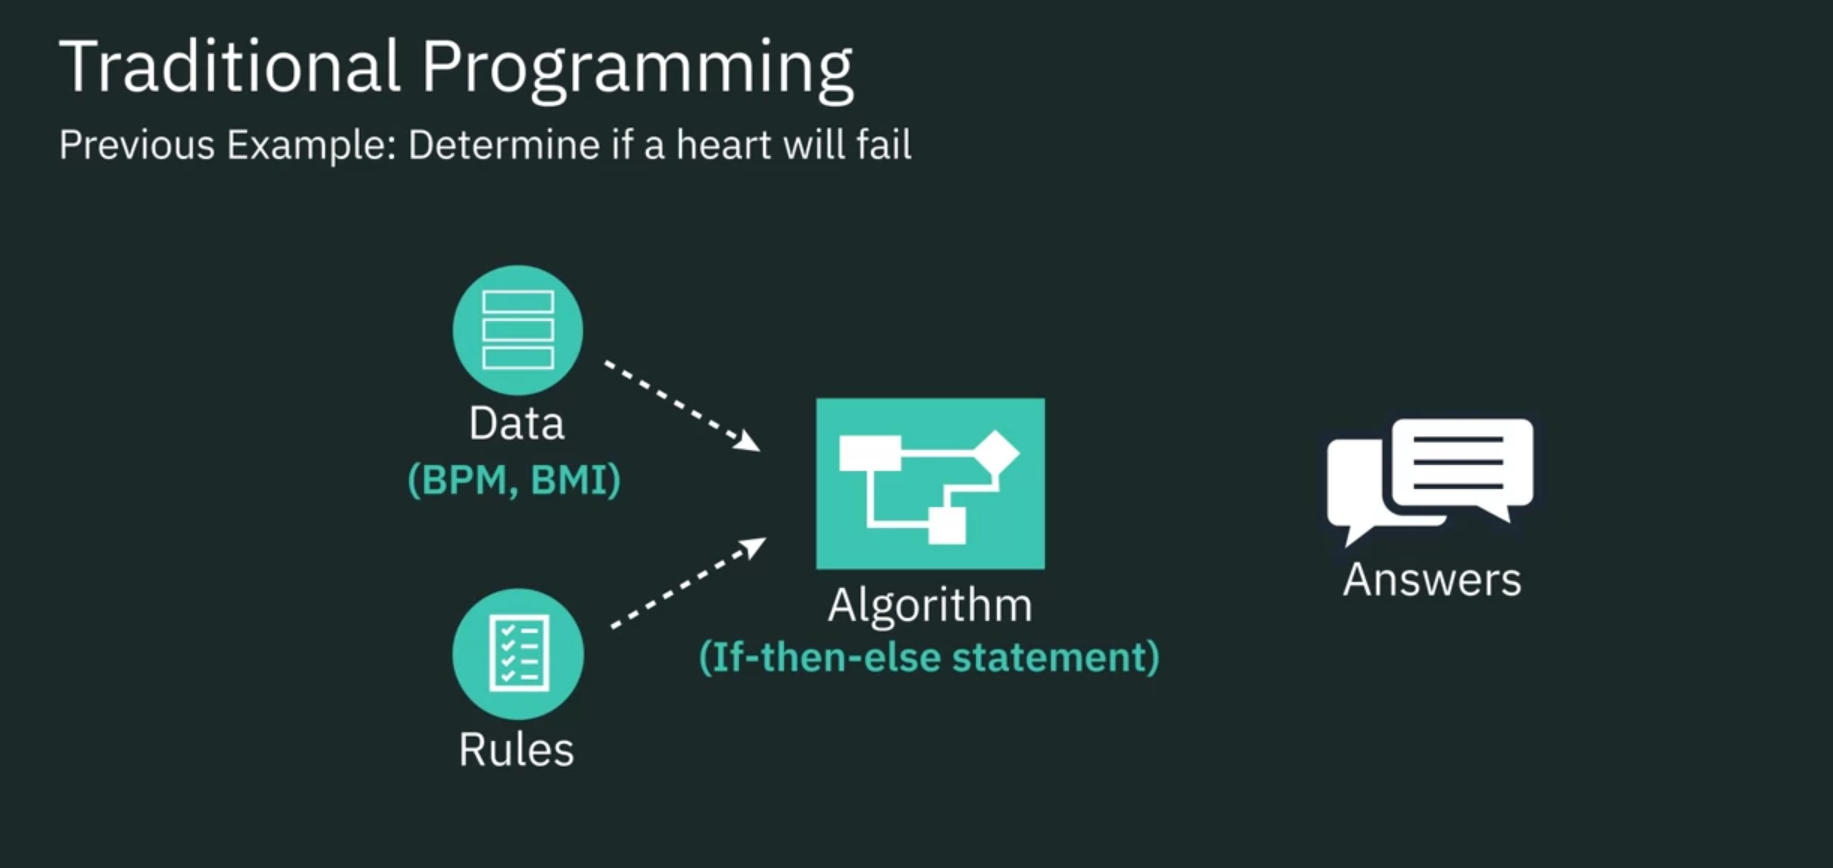 Traditional Programming
Previous Example: Determine if a heart will fail
Data
(BPM, BMI)
Algorithm
(If-then-else statement)
Answers
Rules